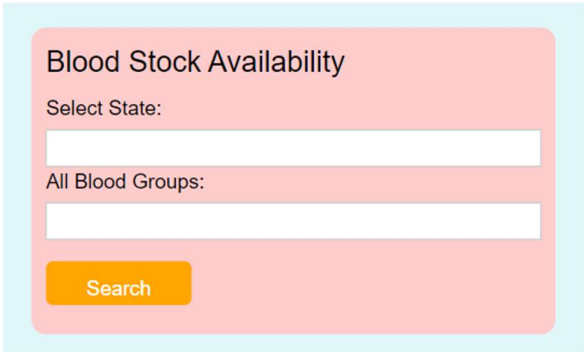 Blood Stock Availability
Select State:
All Blood Groups:
Search